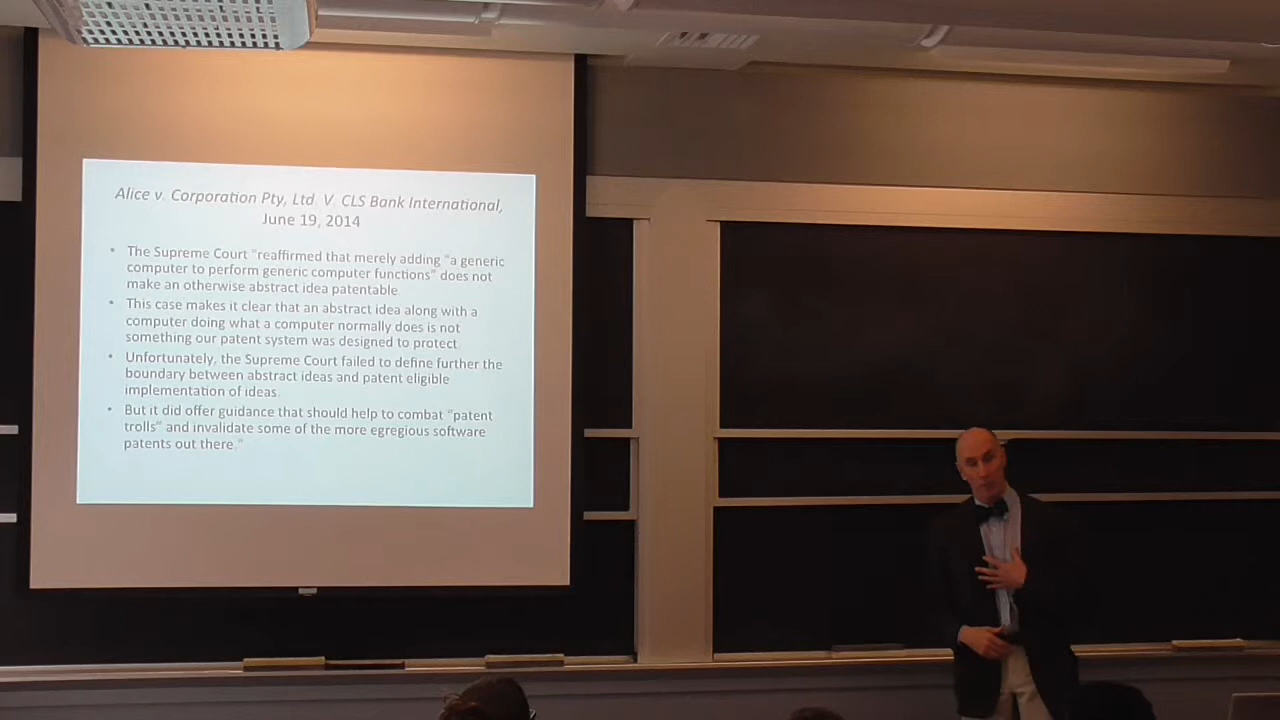 Alice v. Corporation Pty, Ltd. V. CLS Bank International,
June 19, 2014
• The Supreme Court "reaffirmed that merely adding "a generic
computer to perform generic computer functions" does not
make an otherwise abstract idea patentable.
• This case makes it clear that an abstract idea along with a
computer doing what a computer normally does is not
something our patent system was designed to protect.
• Unfortunately, the Supreme Court failed to define further the
boundary between abstract ideas and patent eligible
implementation of ideas.
• But it did offer guidance that should help to combat "patent
trolls" and invalidate some of the more egregious software
patents out there."